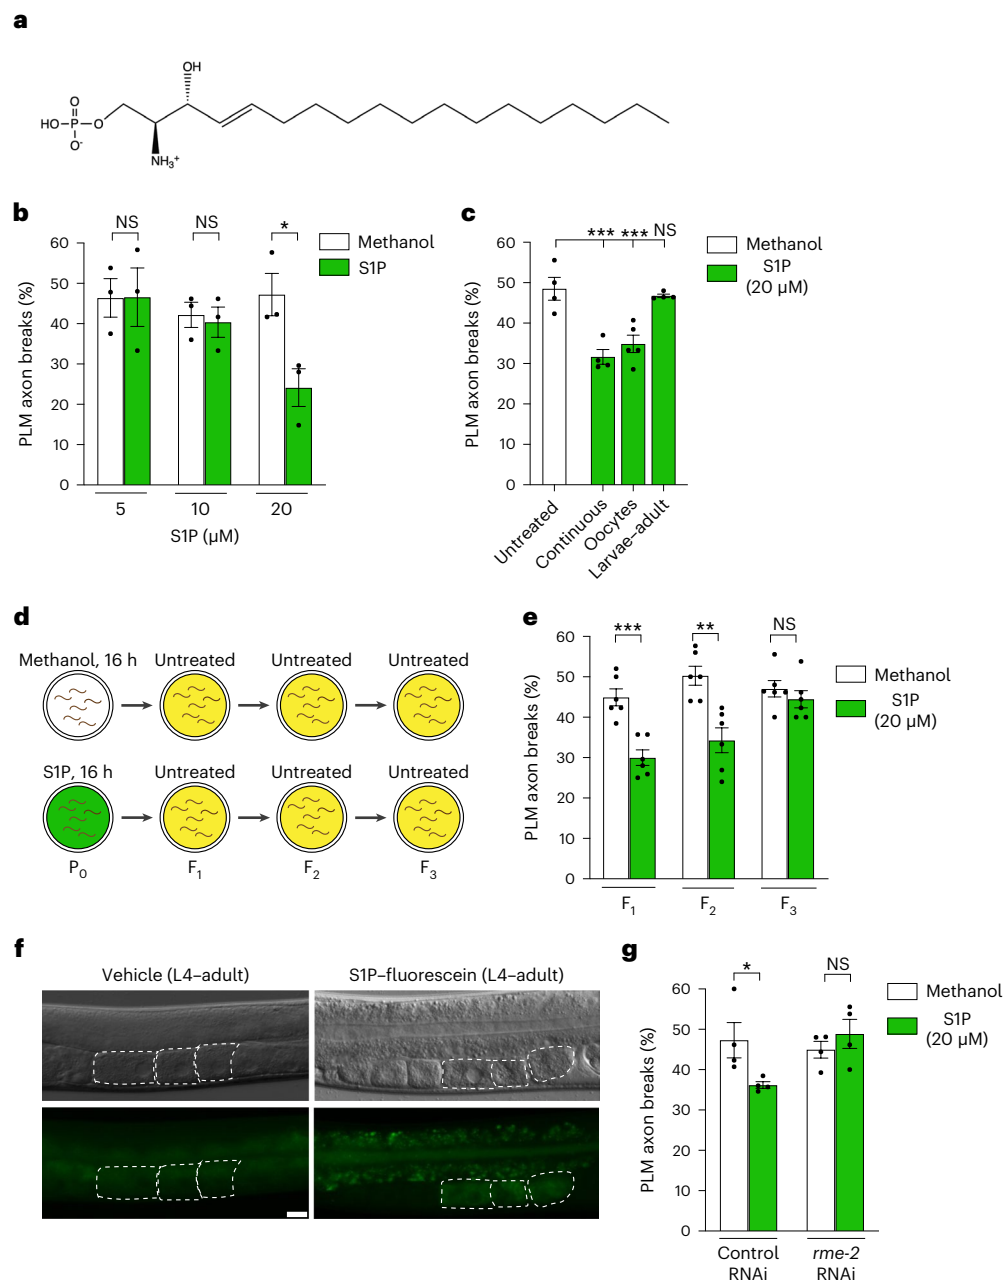 a
OH
HO
P
O
O
O-
NH3+
b
NS
NS
*
Methanol
S1P
PLM axon breaks (%)
60
50
40
30
20
10
0
5
10
20
S1P (µM)
c
*** *** NS
Methanol
S1P
(20 µM)
PLM axon breaks (%)
60
50
40
30
20
10
0
Untreated
Continuous
Oocytes
Larvae–adult
d
Methanol, 16 h
Untreated
Untreated
Untreated
S1P, 16 h
Untreated
Untreated
Untreated
P0
F1
F2
F3
e
***
**
NS
Methanol
S1P
(20 µM)
PLM axon breaks (%)
60
50
40
30
20
10
0
F1
F2
F3
f
Vehicle (L4–adult)
S1P–fluorescein (L4–adult)
g
*
NS
Methanol
S1P
(20 µM)
PLM axon breaks (%)
60
50
40
30
20
10
0
Control
RNAi
rme-2
RNAi